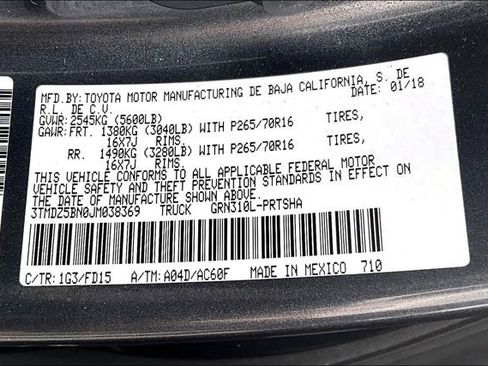 MFD.BY:TOYOTA MOTOR MANUFACTURING DE BAJA CALIFORNIA, S. DE
R.L. DE C.V. 01/18
GVWR:2545KG (5600LB)
GAWR:FRT. 1380KG (3040LB) WITH P265/70R16 TIRES,
16X7J RIMS,
RR. 1490KG (3280LB) WITH P265/70R16 TIRES,
16X7J RIMS.
THIS VEHICLE CONFORMS TO ALL APPLICABLE FEDERAL MOTOR
VEHICLE SAFETY AND THEFT PREVENTION STANDARDS IN EFFECT ON
THE DATE OF MANUFACTURE SHOWN ABOVE.
3TMDZ5BN0JM038369 TRUCK GRN310L-PRTSHA
C/TR:1G3/FD15 A/TM:A04D/AC60F MADE IN MEXICO 710